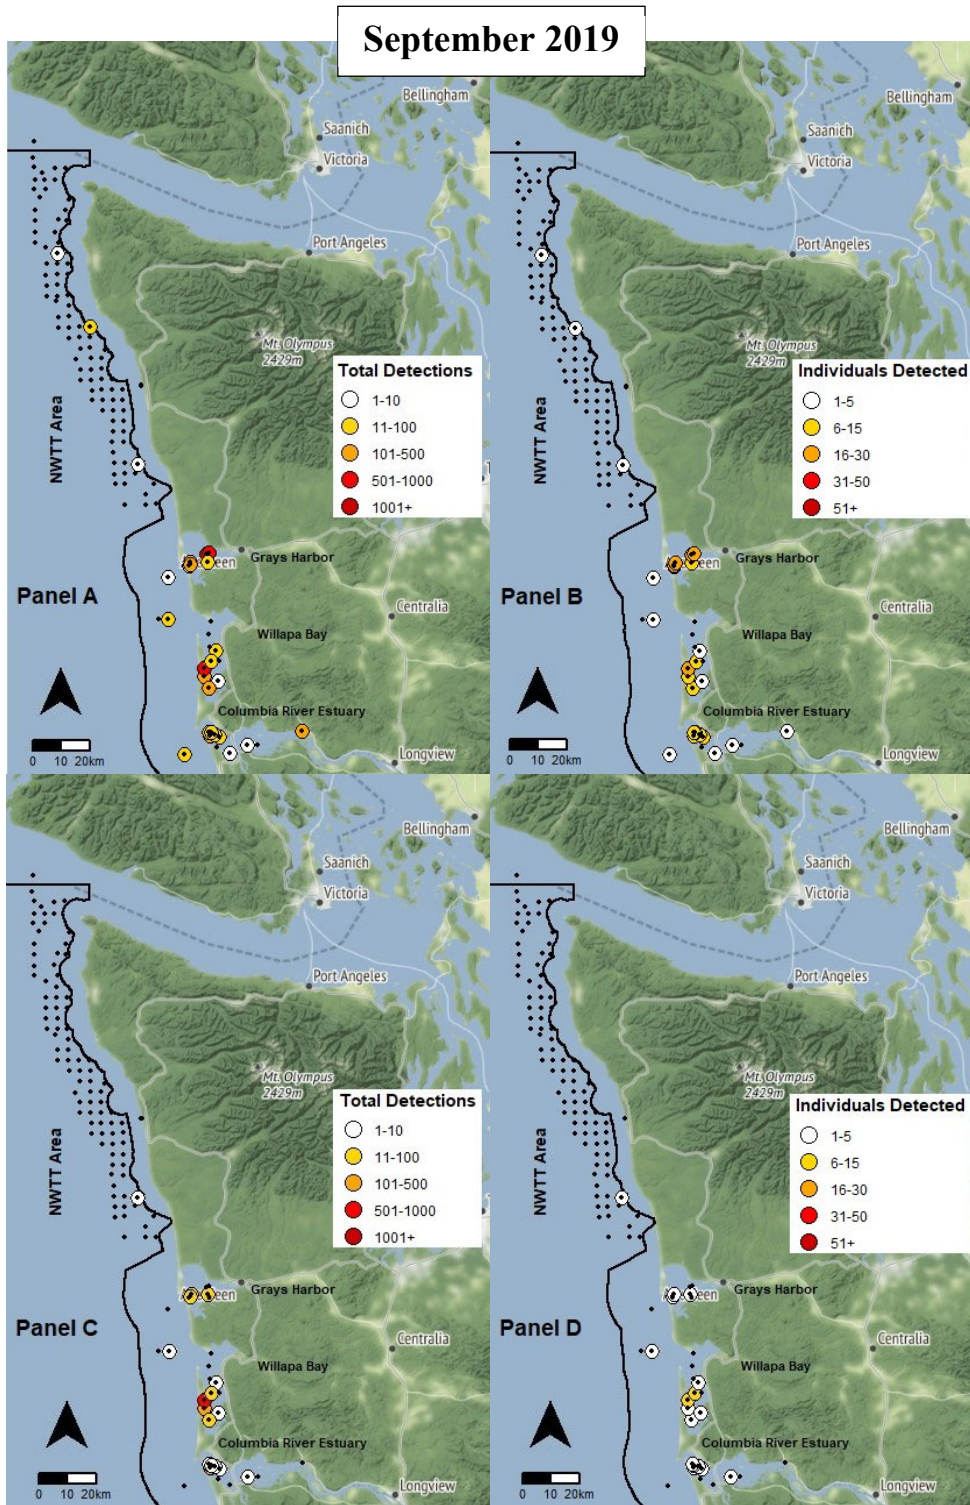 September 2019
Bellingham
Saanich
Victoria
Port Angeles
Mt. Olympus
2429m
Total Detections
1-10
11-100
101-500
501-1000
1001+
NWTT Area
Grays Harbor
Panel A
Centralia
Willapa Bay
Columbia River Estuary
Longview
0 10 20km
Bellingham
Saanich
Victoria
Port Angeles
Mt. Olympus
2429m
Individuals Detected
1-5
6-15
16-30
31-50
51+
NWTT Area
Grays Harbor
Panel B
Centralia
Willapa Bay
Columbia River Estuary
Longview
0 10 20km
Bellingham
Saanich
Victoria
Port Angeles
Mt. Olympus
2429m
Total Detections
1-10
11-100
101-500
501-1000
1001+
NWTT Area
Grays Harbor
Panel C
Centralia
Willapa Bay
Columbia River Estuary
Longview
0 10 20km
Bellingham
Saanich
Victoria
Port Angeles
Mt. Olympus
2429m
Individuals Detected
1-5
6-15
16-30
31-50
51+
NWTT Area
Grays Harbor
Panel D
Centralia
Willapa Bay
Columbia River Estuary
Longview
0 10 20km